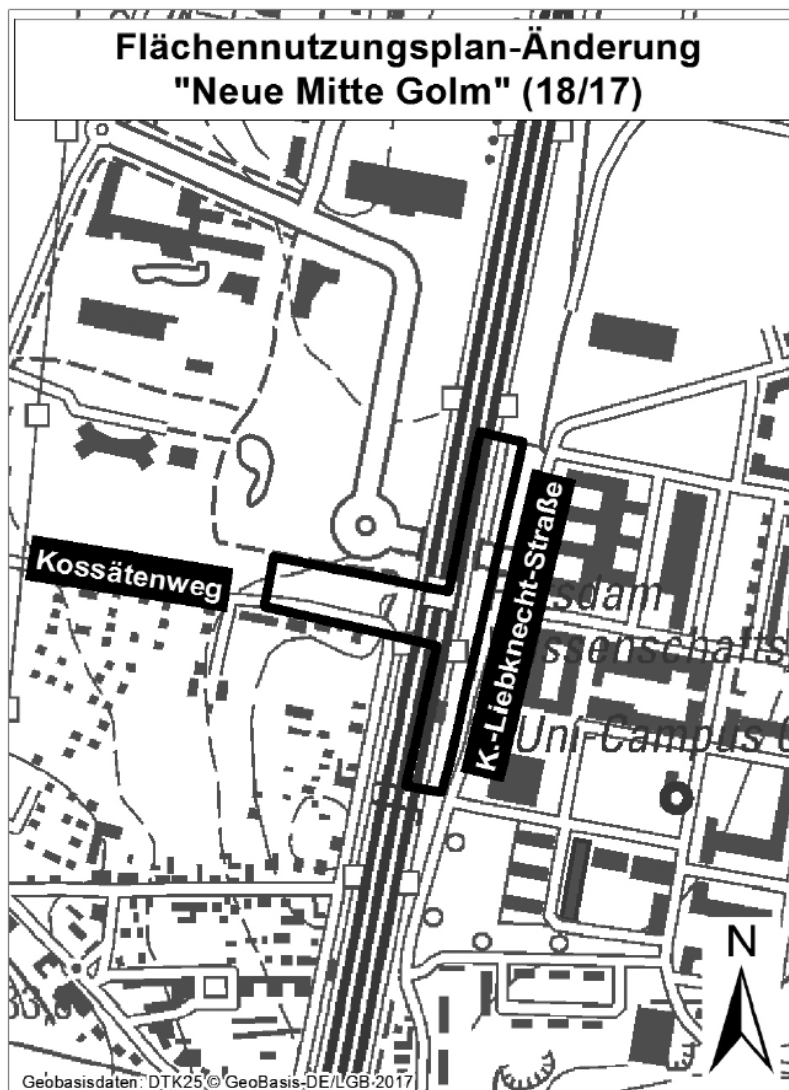 Flächennutzungsplan-Änderung
"Neue Mitte Golm" (18/17)
Kossätenweg
K.-Liebknecht-Straße
Uni-Campus
N
Geobasisdaten: DTK25 © GeoBasis-DE/LGB 2017